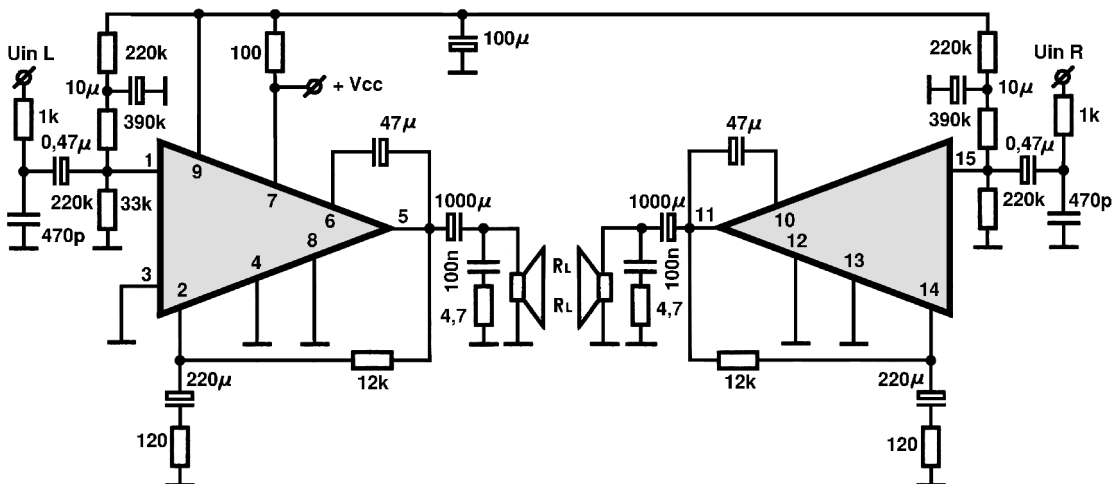 Uin L
220k
100
100µ
220k
Uin R
10µ
+ Vcc
10µ
1k
390k
47µ
47µ
390k
1k
0,47µ
0,47µ
1
9
7
6
10
15
220k
33k
5
1000µ
1000µ
11
220k
470p
8
12
470p
3
4
100n
RL
RL
100n
13
2
4,7
4,7
14
12k
12k
220µ
220µ
120
120